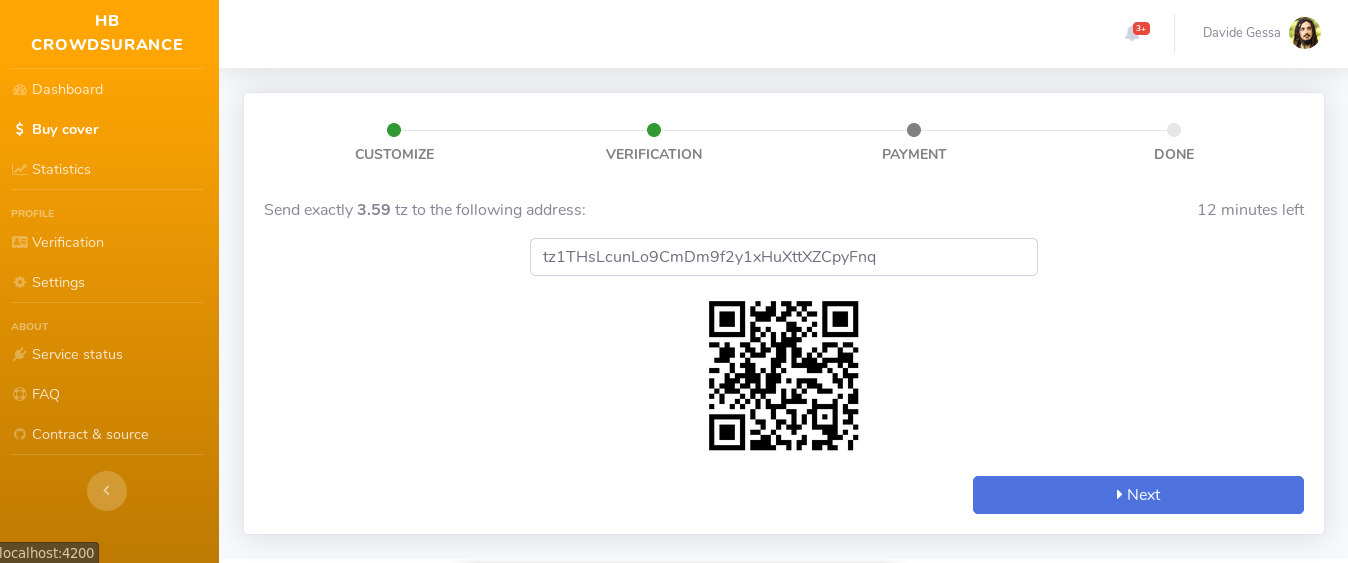 HB
CROWDSURANCE
Dashboard
Buy cover
Statistics
PROFILE
Verification
Settings
ABOUT
Service status
FAQ
Contract & source
localhost:4200
3+
Davide Gessa
CUSTOMIZE
VERIFICATION
PAYMENT
DONE
Send exactly 3.59 tz to the following address:
12 minutes left
tz1THsLcunLo9CmDm9f2y1xHuXttXZCpyFnq
Next